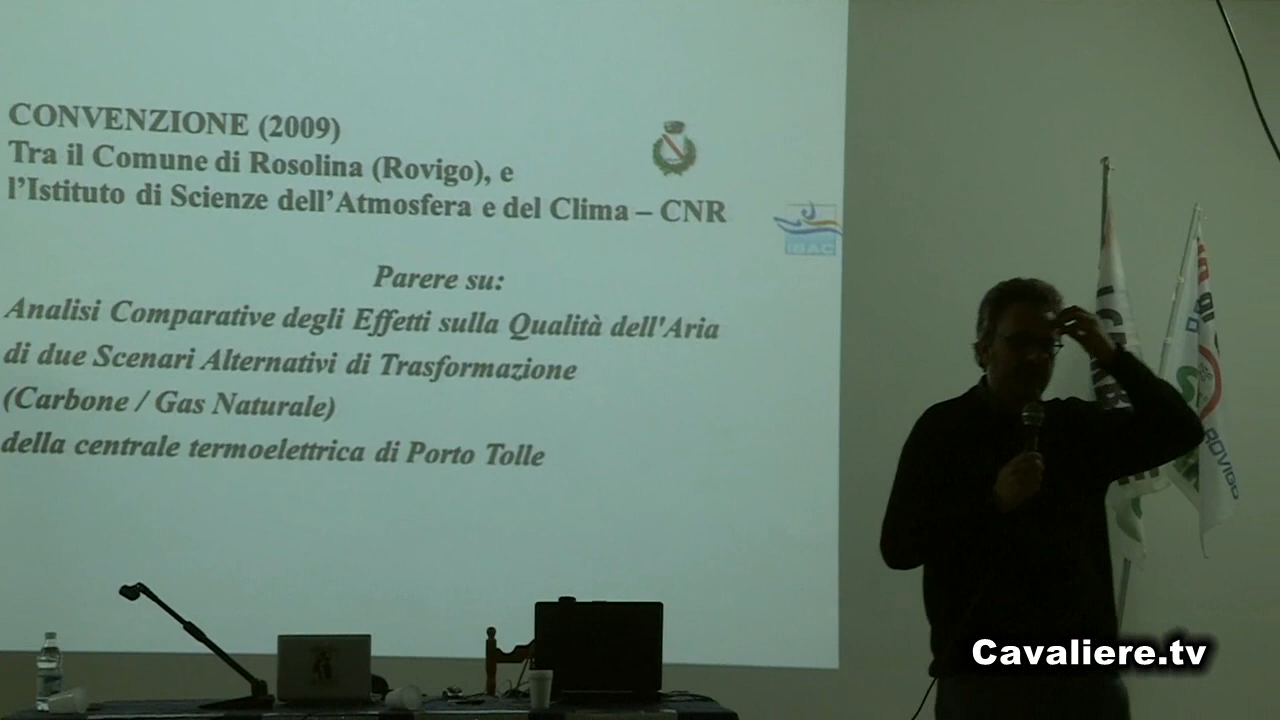 CONVENZIONE (2009)
Tra il Comune di Rosolina (Rovigo), e
l'Istituto di Scienze dell'Atmosfera e del Clima – CNR
ISAC
Parere su:
Analisi Comparative degli Effetti sulla Qualità dell'Aria
di due Scenari Alternativi di Trasformazione
(Carbone / Gas Naturale)
della centrale termoelettrica di Porto Tolle
ROVIGO
Cavaliere.tv